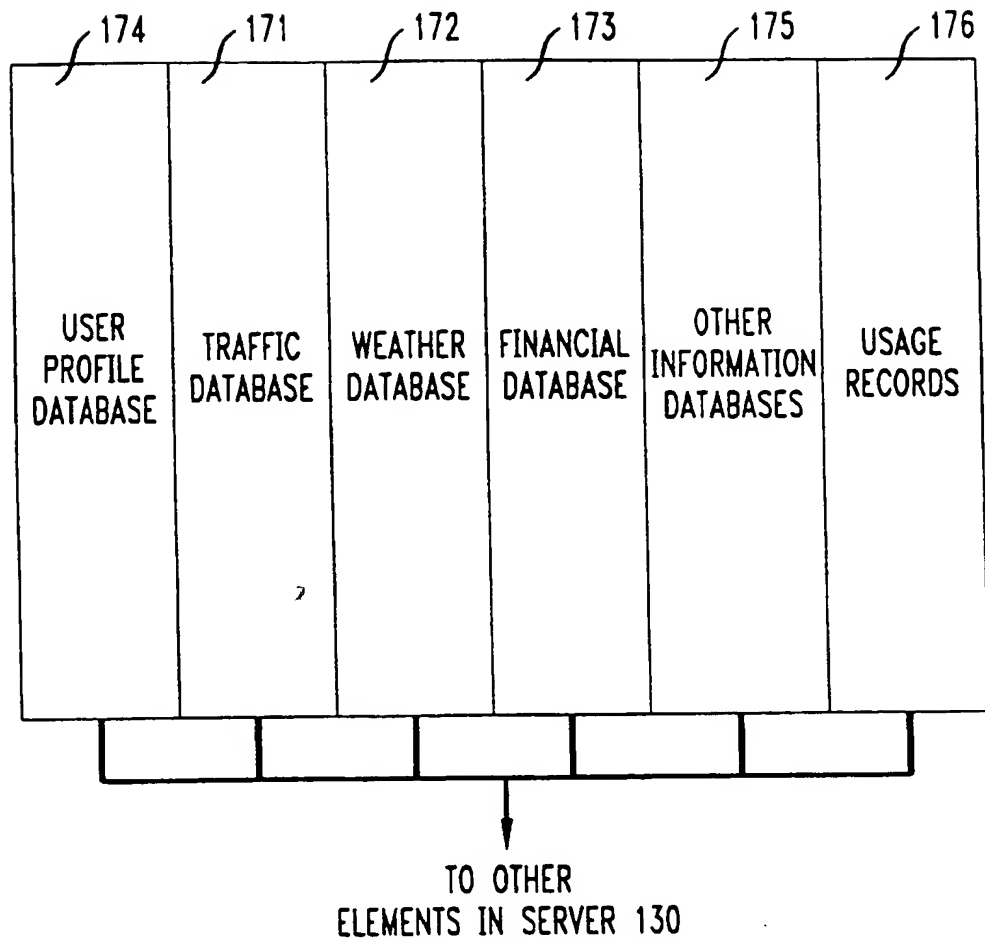 174 171 172 173 175 176
USER
PROFILE
DATABASE
TRAFFIC
DATABASE
WEATHER
DATABASE
FINANCIAL
DATABASE
OTHER
INFORMATION
DATABASES
USAGE
RECORDS
TO OTHER
ELEMENTS IN SERVER 130